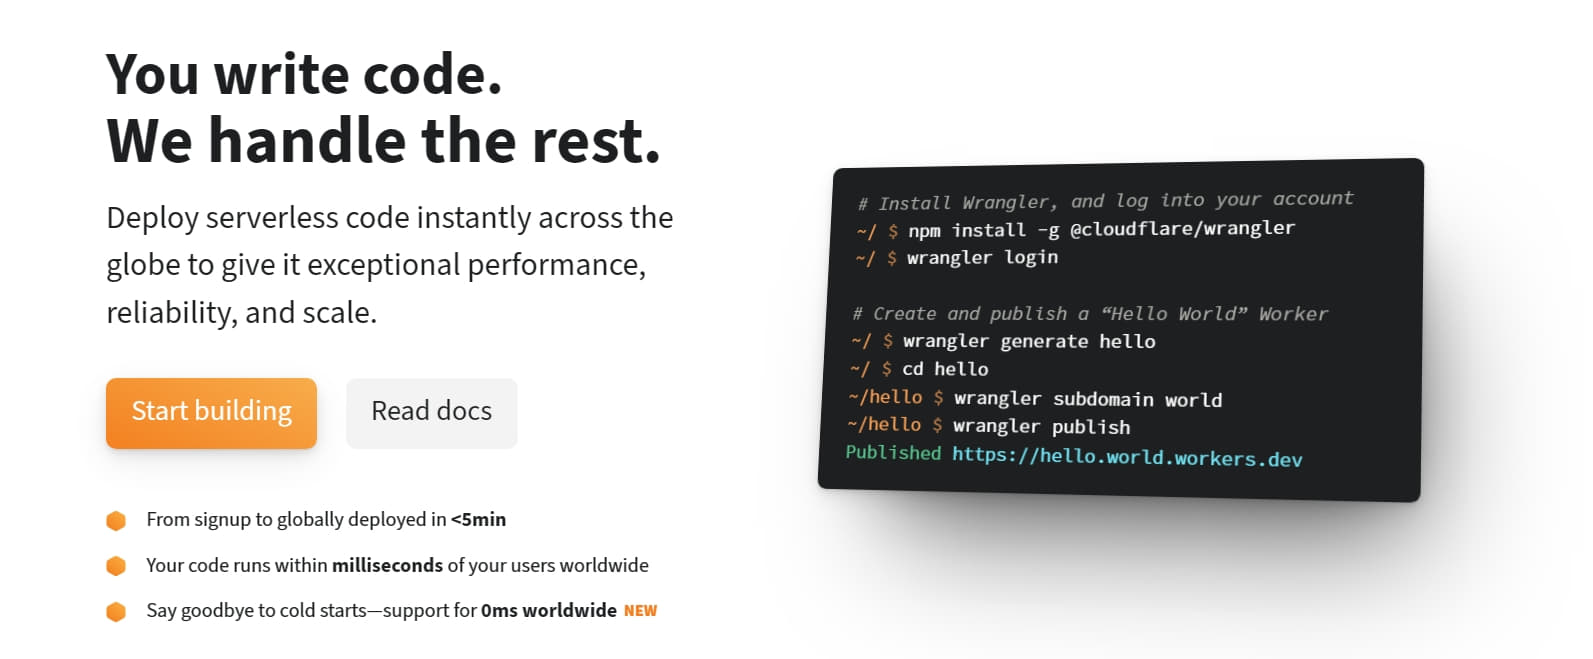 You write code.
We handle the rest.
Deploy serverless code instantly across the
globe to give it exceptional performance,
reliability, and scale.
Start building
Read docs
From signup to globally deployed in <5min
Your code runs within milliseconds of your users worldwide
Say goodbye to cold starts—support for 0ms worldwide NEW
# Install Wrangler, and log into your account
~/ $ npm install -g @cloudflare/wrangler
~/ $ wrangler login
# Create and publish a “Hello World” Worker
~/ $ wrangler generate hello
~/ $ cd hello
~/hello $ wrangler subdomain world
~/hello $ wrangler publish
Published https://hello.world.workers.dev